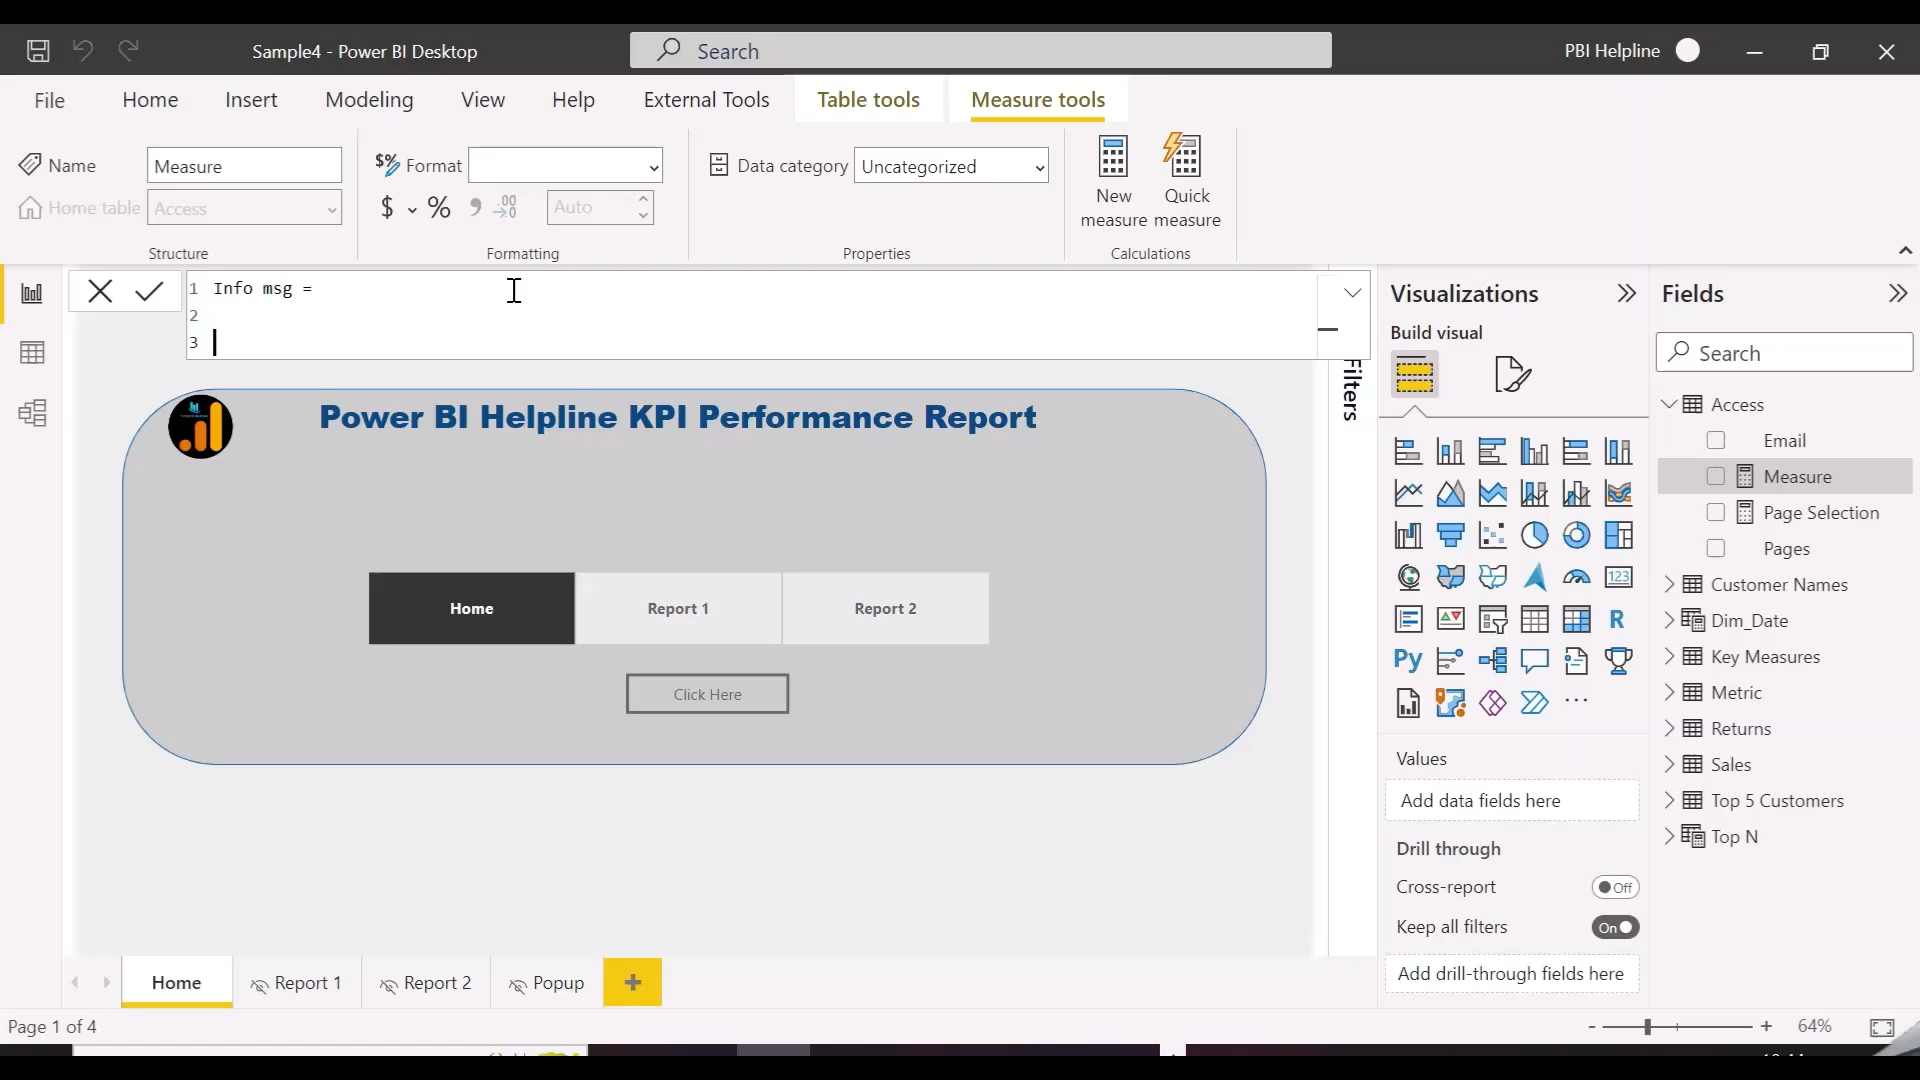 Sample4 - Power BI Desktop
Search
PBI Helpline
File
Home
Insert
Modeling
View
Help
External Tools
Table tools
Measure tools
Name
Measure
Format
Data category
Uncategorized
New measure
Quick measure
Home table
Access
$
%
Auto
Structure
Formatting
Properties
Calculations
1 Info msg =
2
3
Filters
Power BI Helpline KPI Performance Report
Home
Report 1
Report 2
Click Here
Visualizations
Build visual
123
R
Py
Values
Add data fields here
Drill through
Cross-report
Off
Keep all filters
On
Add drill-through fields here
Fields
Search
Access
Email
Measure
Page Selection
Pages
Customer Names
Dim_Date
Key Measures
Metric
Returns
Sales
Top 5 Customers
Top N
Home
Report 1
Report 2
Popup
+
Page 1 of 4
- + 64%